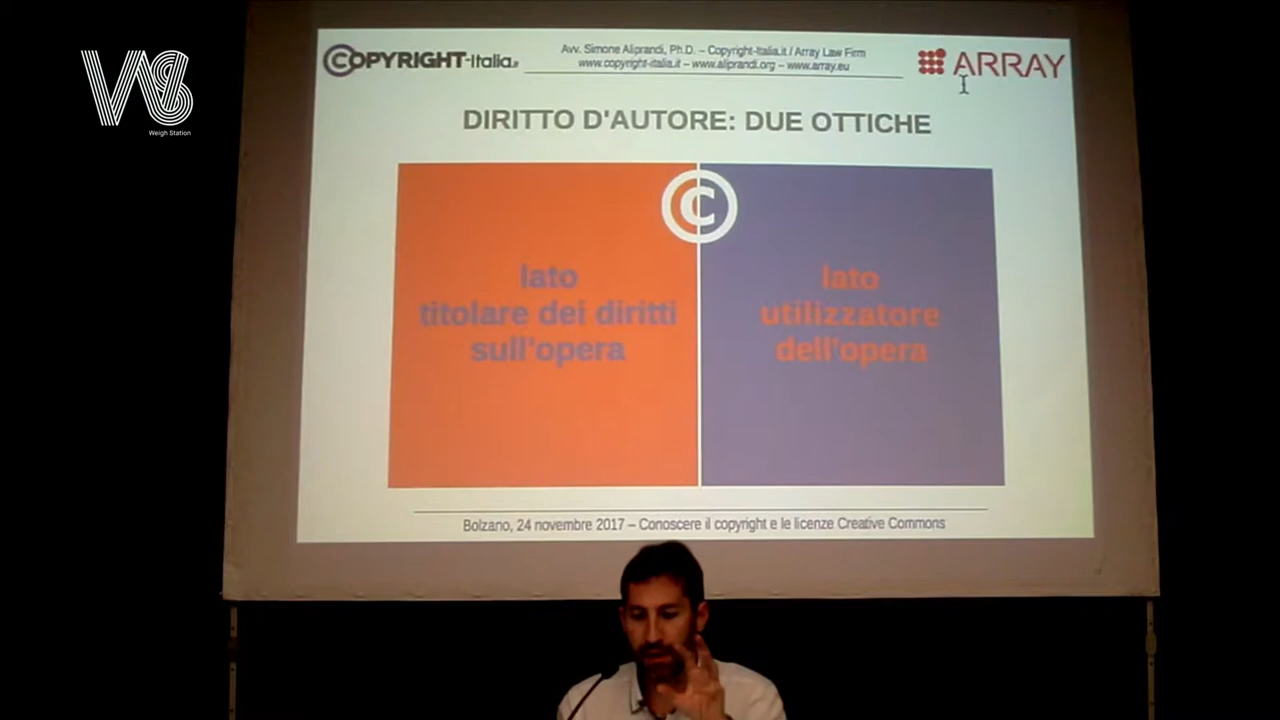 WS
Weigh Station
COPYRIGHT-Italia.it
Avv. Simone Aliprandi, Ph.D. – Copyright-Italia.it / Array Law Firm
www.copyright-italia.it – www.aliprandi.org – www.array.eu
ARRAY
DIRITTO D'AUTORE: DUE OTTICHE
©
lato
titolare dei diritti
sull'opera
lato
utilizzatore
dell'opera
Bolzano, 24 novembre 2017 – Conoscere il copyright e le licenze Creative Commons